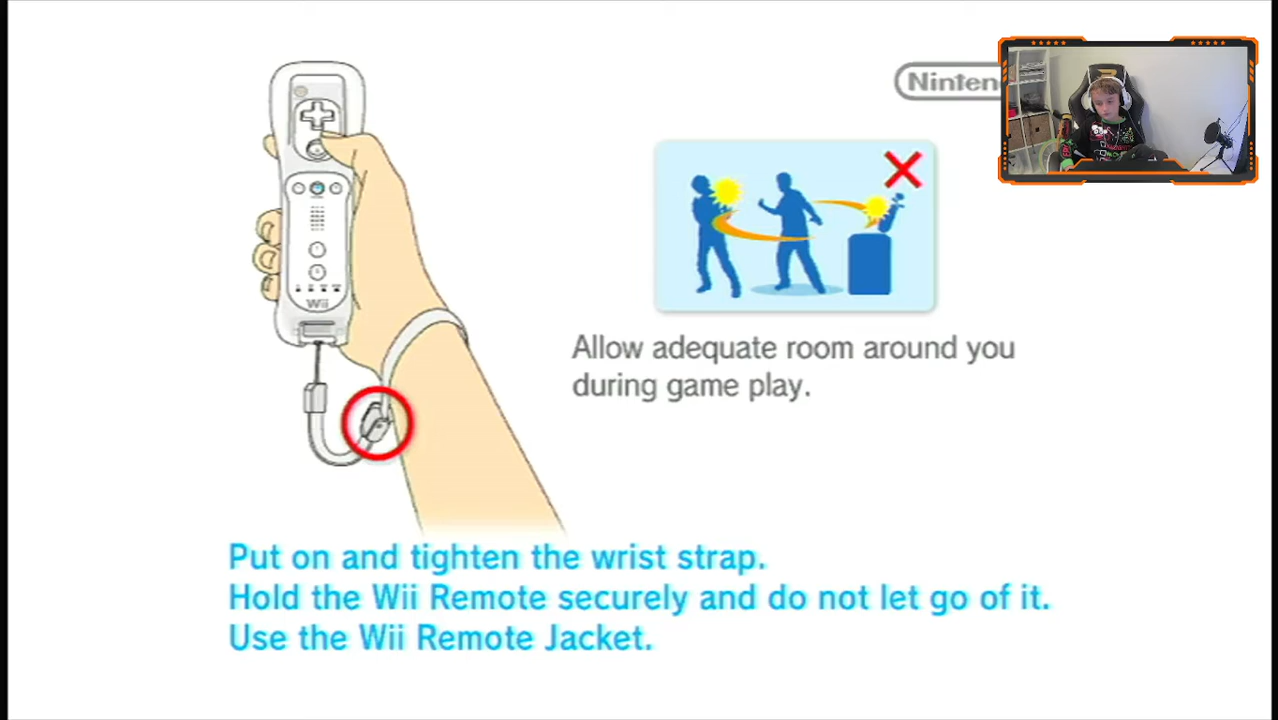 Allow adequate room around you
during game play.
Wii
Put on and tighten the wrist strap.
Hold the Wii Remote securely and do not let go of it.
Use the Wii Remote Jacket.